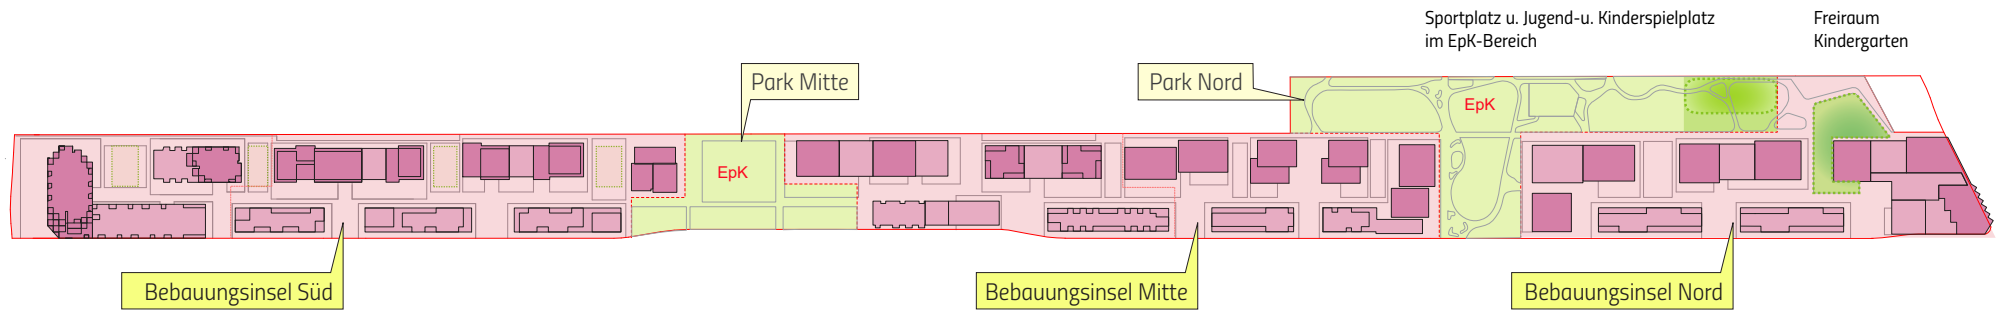 Sportplatz u. Jugend-u. Kinderspielplatz
im EpK-Bereich
Freiraum
Kindergarten
Park Mitte
Park Nord
EpK
EpK
Bebauungsinsel Süd
Bebauungsinsel Mitte
Bebauungsinsel Nord